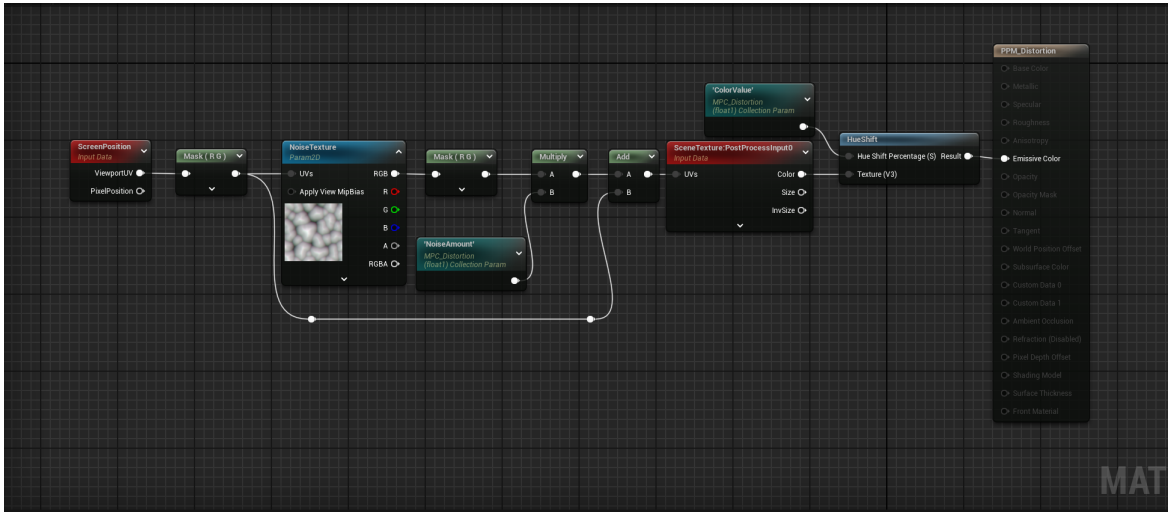 ScreenPosition
Input Data
ViewportUV
PixelPosition
Mask ( R G )
NoiseTexture
Param2D
UVs
RGB
Apply View MipBias
R
G
B
A
RGBA
Mask ( R G )
'NoiseAmount'
MPC_Distortion
(float1) Collection Param
Multiply
A
B
Add
A
B
SceneTexture:PostProcessInput0
Input Data
UVs
Color
Size
InvSize
'ColorValue'
MPC_Distortion
(float1) Collection Param
HueShift
Hue Shift Percentage (S)
Result
Texture (V3)
PPM_Distortion
Base Color
Metallic
Specular
Roughness
Anisotropy
Emissive Color
Opacity
Opacity Mask
Normal
Tangent
World Position Offset
Subsurface Color
Custom Data 0
Custom Data 1
Ambient Occlusion
Refraction (Disabled)
Pixel Depth Offset
Shading Model
Surface Thickness
Front Material
MAT